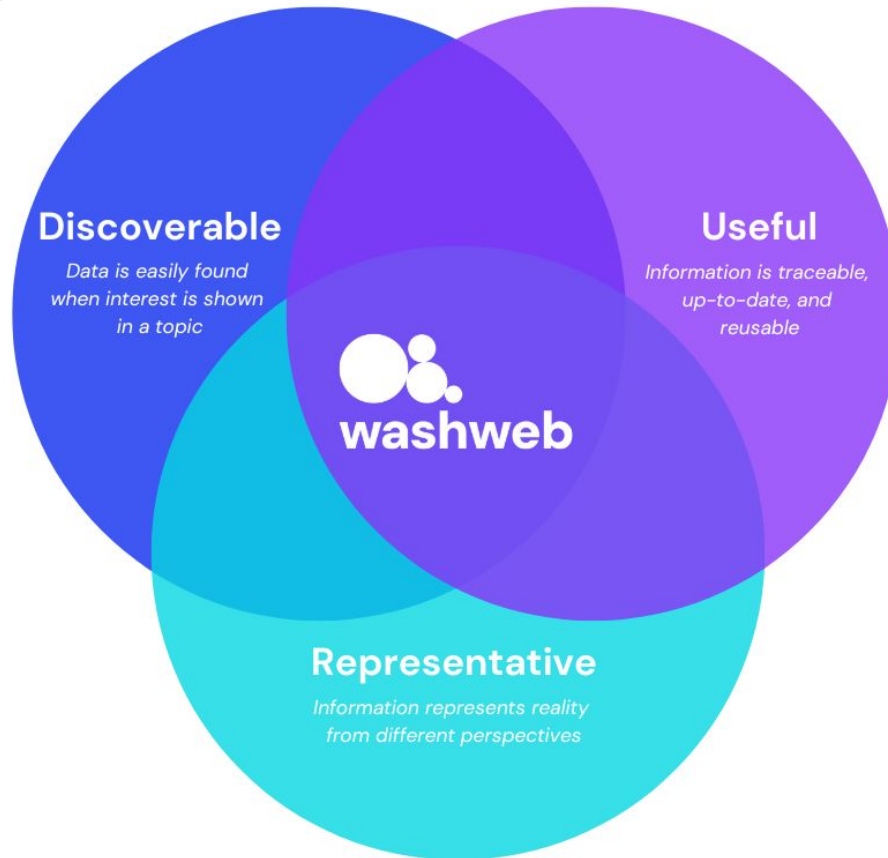 Discoverable
Data is easily found
when interest is shown
in a topic
Useful
Information is traceable,
up-to-date, and
reusable
washweb
Representative
Information represents reality
from different perspectives